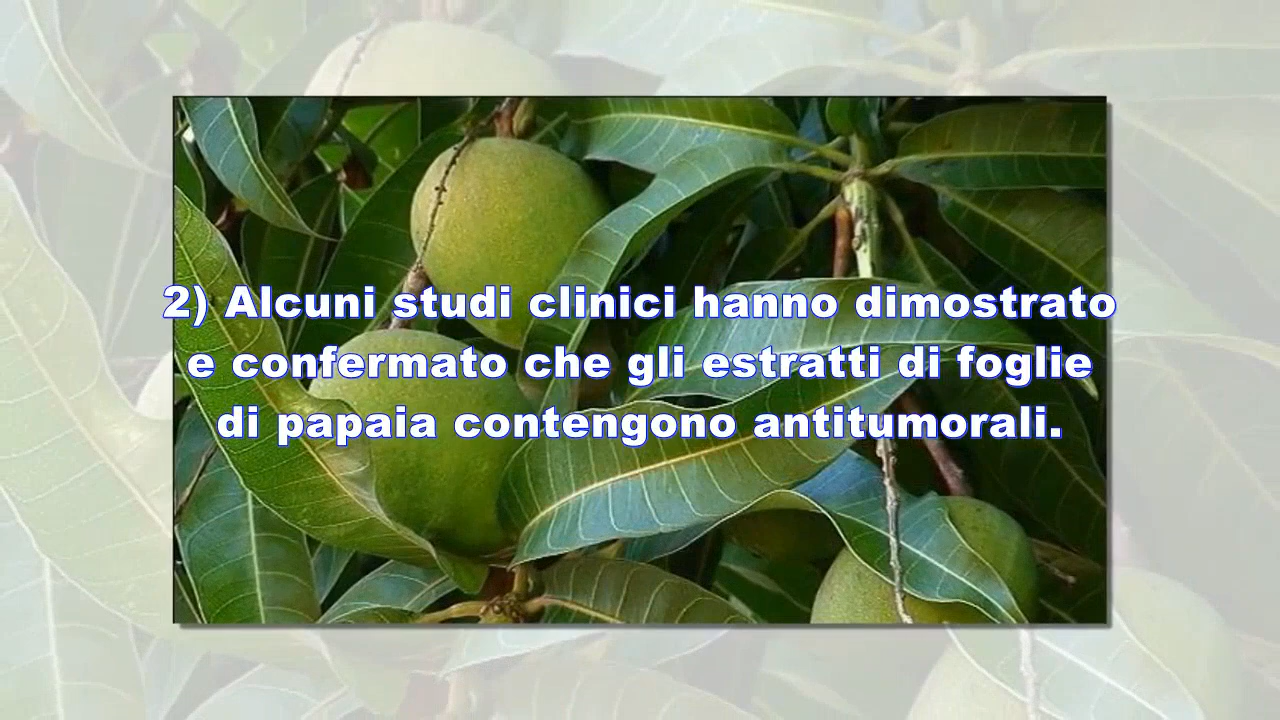 2) Alcuni studi clinici hanno dimostrato
e confermato che gli estratti di foglie
di papaia contengono antitumorali.